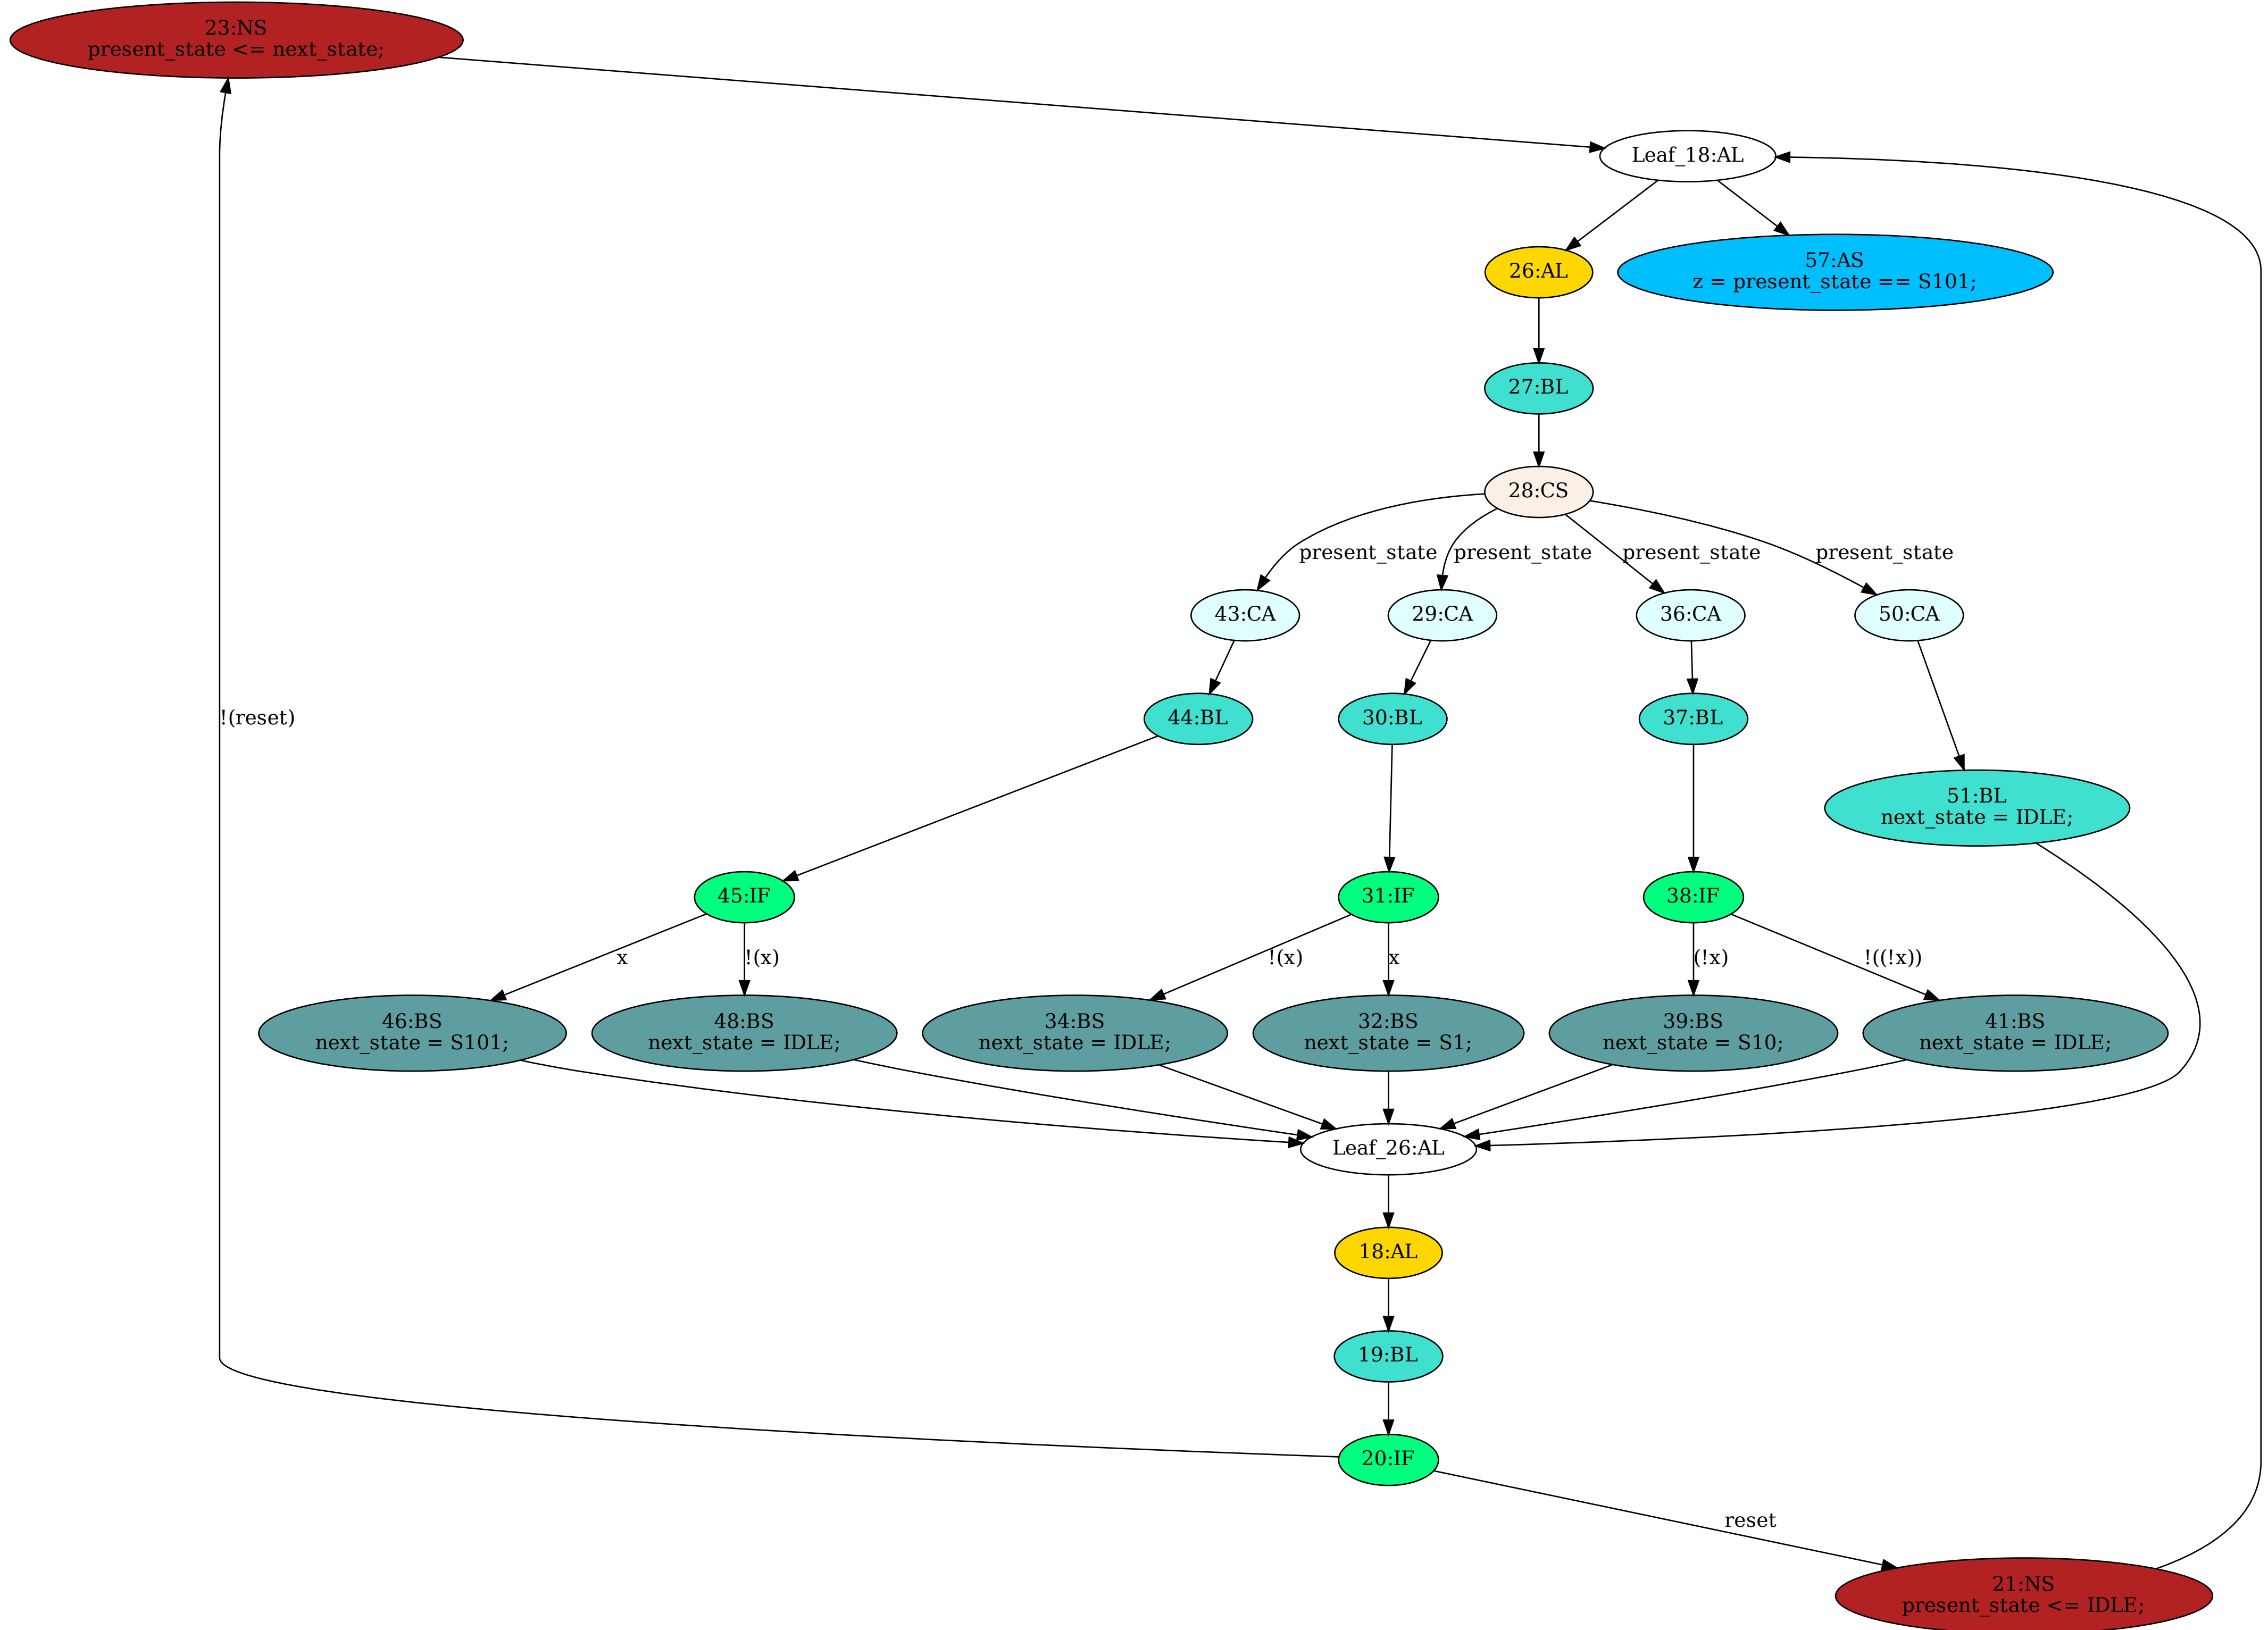 23:NS
present_state <= next_state;
Leaf_18:AL
26:AL
57:AS
z = present_state == S101;
27:BL
28:CS
present_state
present_state
present_state
present_state
43:CA
29:CA
36:CA
50:CA
!(reset)
44:BL
30:BL
37:BL
51:BL
next_state = IDLE;
45:IF
31:IF
38:IF
x
!(x)
!(x)
x
(!x)
!((!x))
46:BS
next_state = S101;
48:BS
next_state = IDLE;
34:BS
next_state = IDLE;
32:BS
next_state = S1;
39:BS
next_state = S10;
41:BS
next_state = IDLE;
Leaf_26:AL
18:AL
19:BL
20:IF
reset
21:NS
present_state <= IDLE;